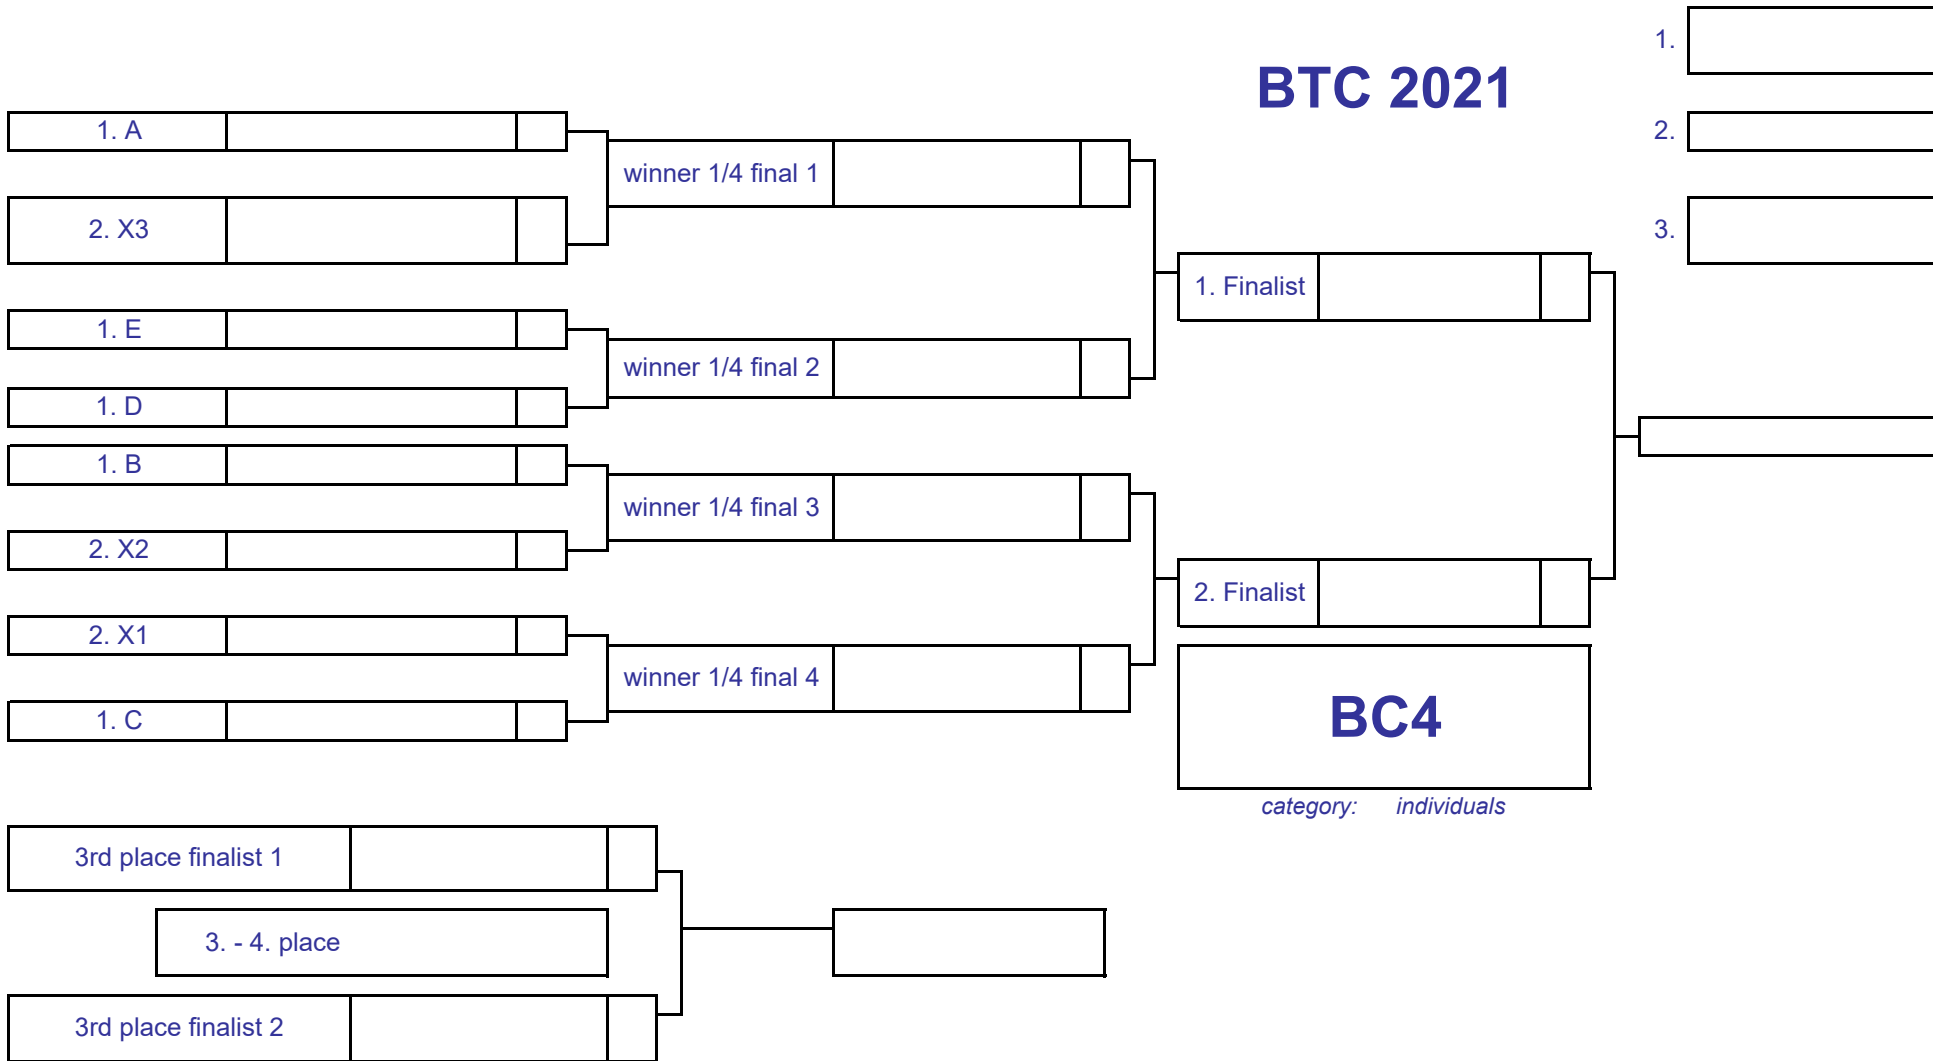 1.
BTC 2021
1. A
2.
winner 1/4 final 1
2. X3
3.
1. Finalist
1. E
winner 1/4 final 2
1. D
1. B
winner 1/4 final 3
2. X2
2. Finalist
2. X1
winner 1/4 final 4
1. C
BC4
category: individuals
3rd place finalist 1
3. - 4. place
3rd place finalist 2